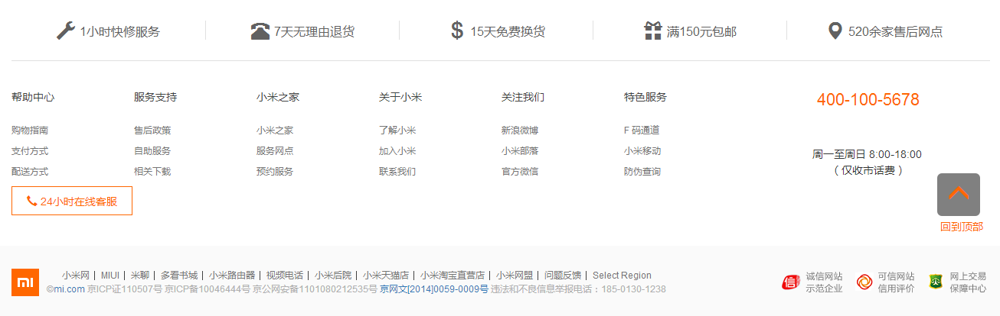 1小时快修服务 7天无理由退货 15天免费换货 满150元包邮 520余家售后网点
帮助中心 服务支持 小米之家 关于小米 关注我们 特色服务 400-100-5678
购物指南 售后政策 小米之家 了解小米 新浪微博 F 码通道
支付方式 自助服务 服务网点 加入小米 小米部落 小米移动 周一至周日 8:00-18:00
配送方式 相关下载 预约服务 联系我们 官方微信 防伪查询 （仅收市话费）
24小时在线客服
回到顶部
小米网 | MIUI | 米聊 | 多看书城 | 小米路由器 | 视频电话 | 小米后院 | 小米天猫店 | 小米淘宝直营店 | 小米网盟 | 问题反馈 | Select Region
©mi.com 京ICP证110507号 京ICP备10046444号 京公网安备1101080212535号 京网文[2014]0059-0009号 违法和不良信息举报电话：185-0130-1238
mi
信 诚信网站 可信网站 网上交易
示范企业 信用评价 保障中心